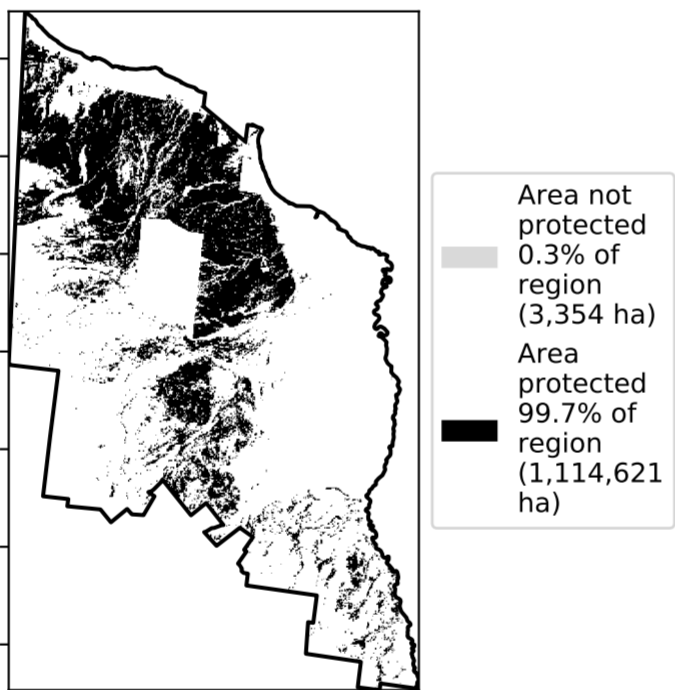 Area not
protected
0.3% of
region
(3,354 ha)
Area
protected
99.7% of
region
(1,114,621
ha)